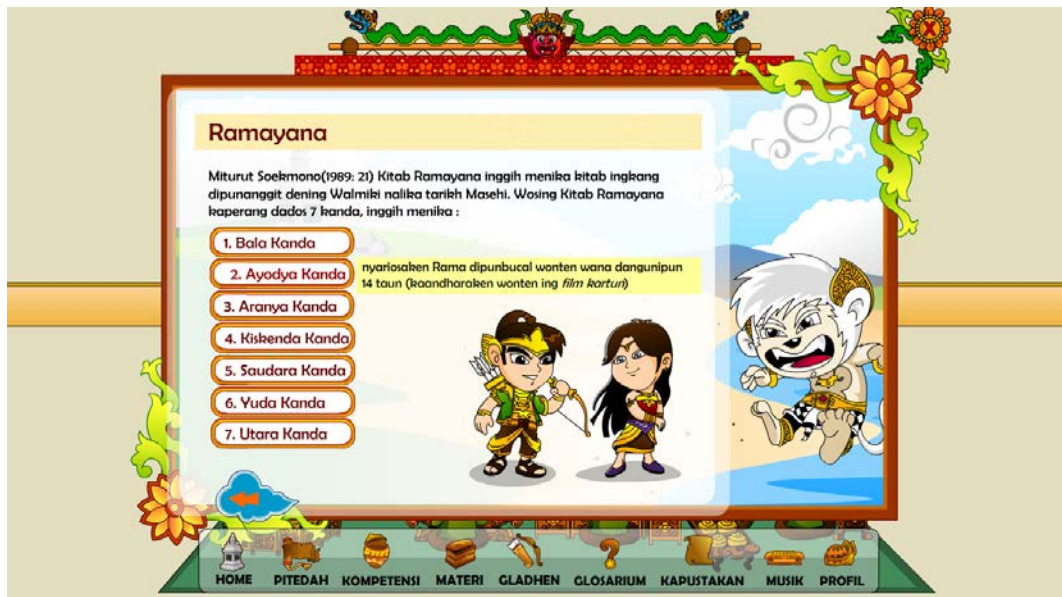 X
Ramayana
Miturut Soekmono(1989: 21) Kitab Ramayana inggih menika kitab ingkang
dipunanggit dening Walmiki nalika tarikh Masehi. Wosing Kitab Ramayana
kaperang dados 7 kanda, inggih menika :
1. Bala Kanda
2. Ayodya Kanda
nyariosaken Rama dipunbucal wonten wana dangunipun
14 taun (kaandharaken wonten ing film kartun)
3. Aranya Kanda
4. Kiskenda Kanda
5. Saudara Kanda
6. Yuda Kanda
7. Utara Kanda
HOME PITEDAH KOMPETENSI MATERI GLADHEN GLOSARIUM KAPUSTAKAN MUSIK PROFIL